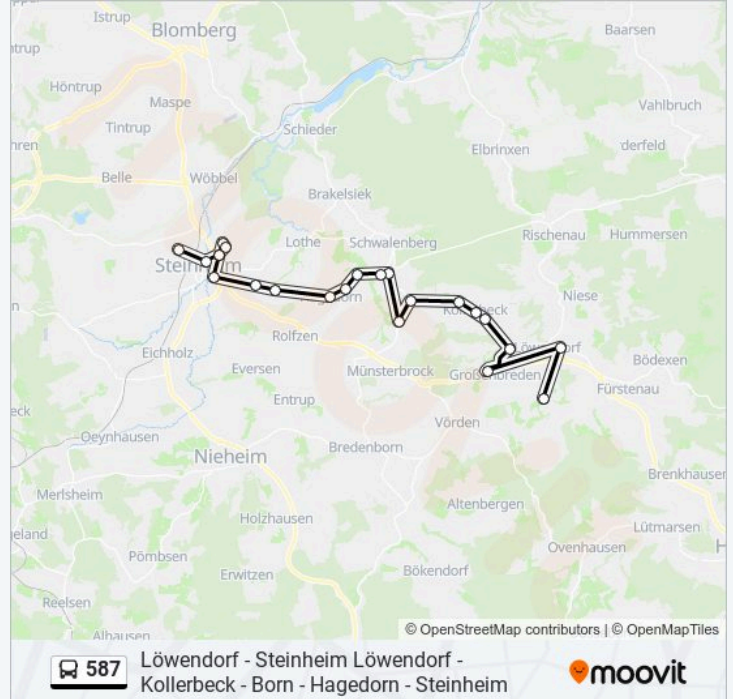 Istrup
Blomberg
Baarsen
Höntrup
Maspe
Vahlbruch
Tintrup
Schieder
derfeld
Elbrinxen
Belle
Wöbbel
Brakelsiek
Rischenau
Hummersen
Lothe
Schwalenberg
Niese
Rolfzen
Eichholz
Eversen
Münsterbrock
Bödexen
Fürstenau
Entrup
Vörden
Oeynhausen
Nieheim
Bredenborn
Brenkhausen
Merlsheim
Altenbergen
Holzhausen
Lütmarsen
Ovenhausen
Pömbsen
Erwitzen
Bökendorf
Reelsen
Alhausen
© OpenStreetMap contributors | © OpenMapTiles
587
Löwendorf - Steinheim Löwendorf -
Kollerbeck - Born - Hagedorn - Steinheim
moovit